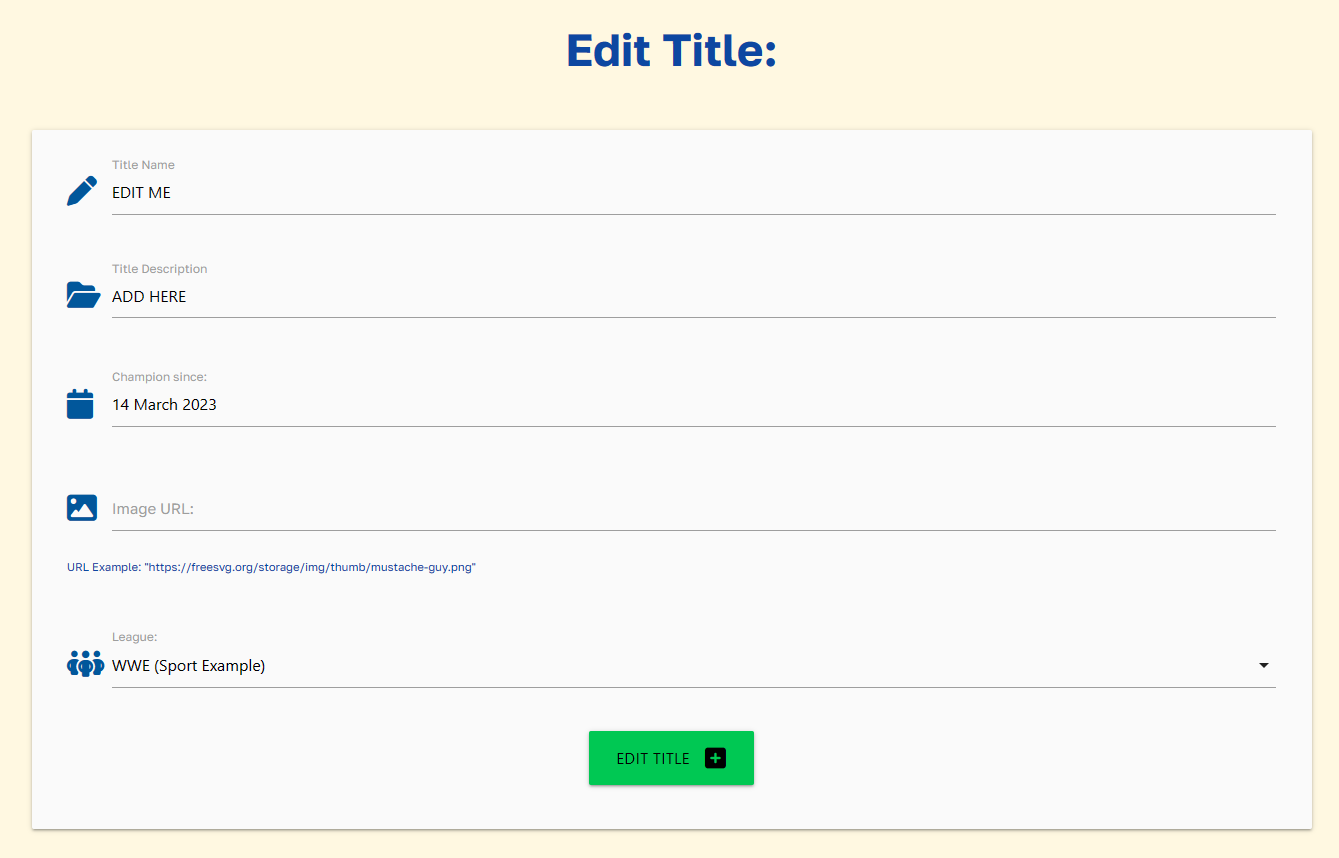 Edit Title:
Title Name
EDIT ME
Title Description
ADD HERE
Champion since:
14 March 2023
Image URL:
URL Example: "https://freesvg.org/storage/img/thumb/mustache-guy.png"
League:
WWE (Sport Example)
EDIT TITLE